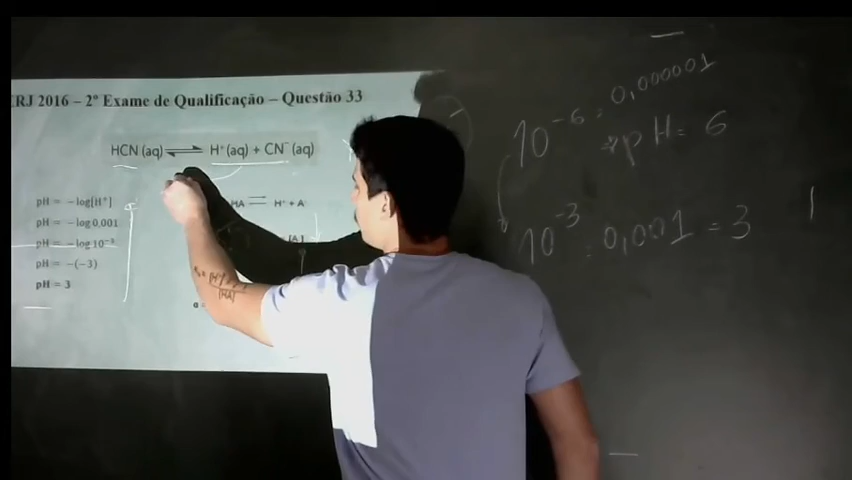 ERJ 2016 – 2º Exame de Qualificação – Questão 33
HCN (aq) ⇌ H⁺(aq) + CN⁻(aq)
HA ⇌ H⁺ + A
pH = –log[H⁺]
pH = –log 0,001
pH = –log 10⁻³
pH = –(–3)
pH = 3
[A
[HA]
10⁻⁶ = 0,000001
⇒ pH = 6
10⁻³ = 0,001 = 3